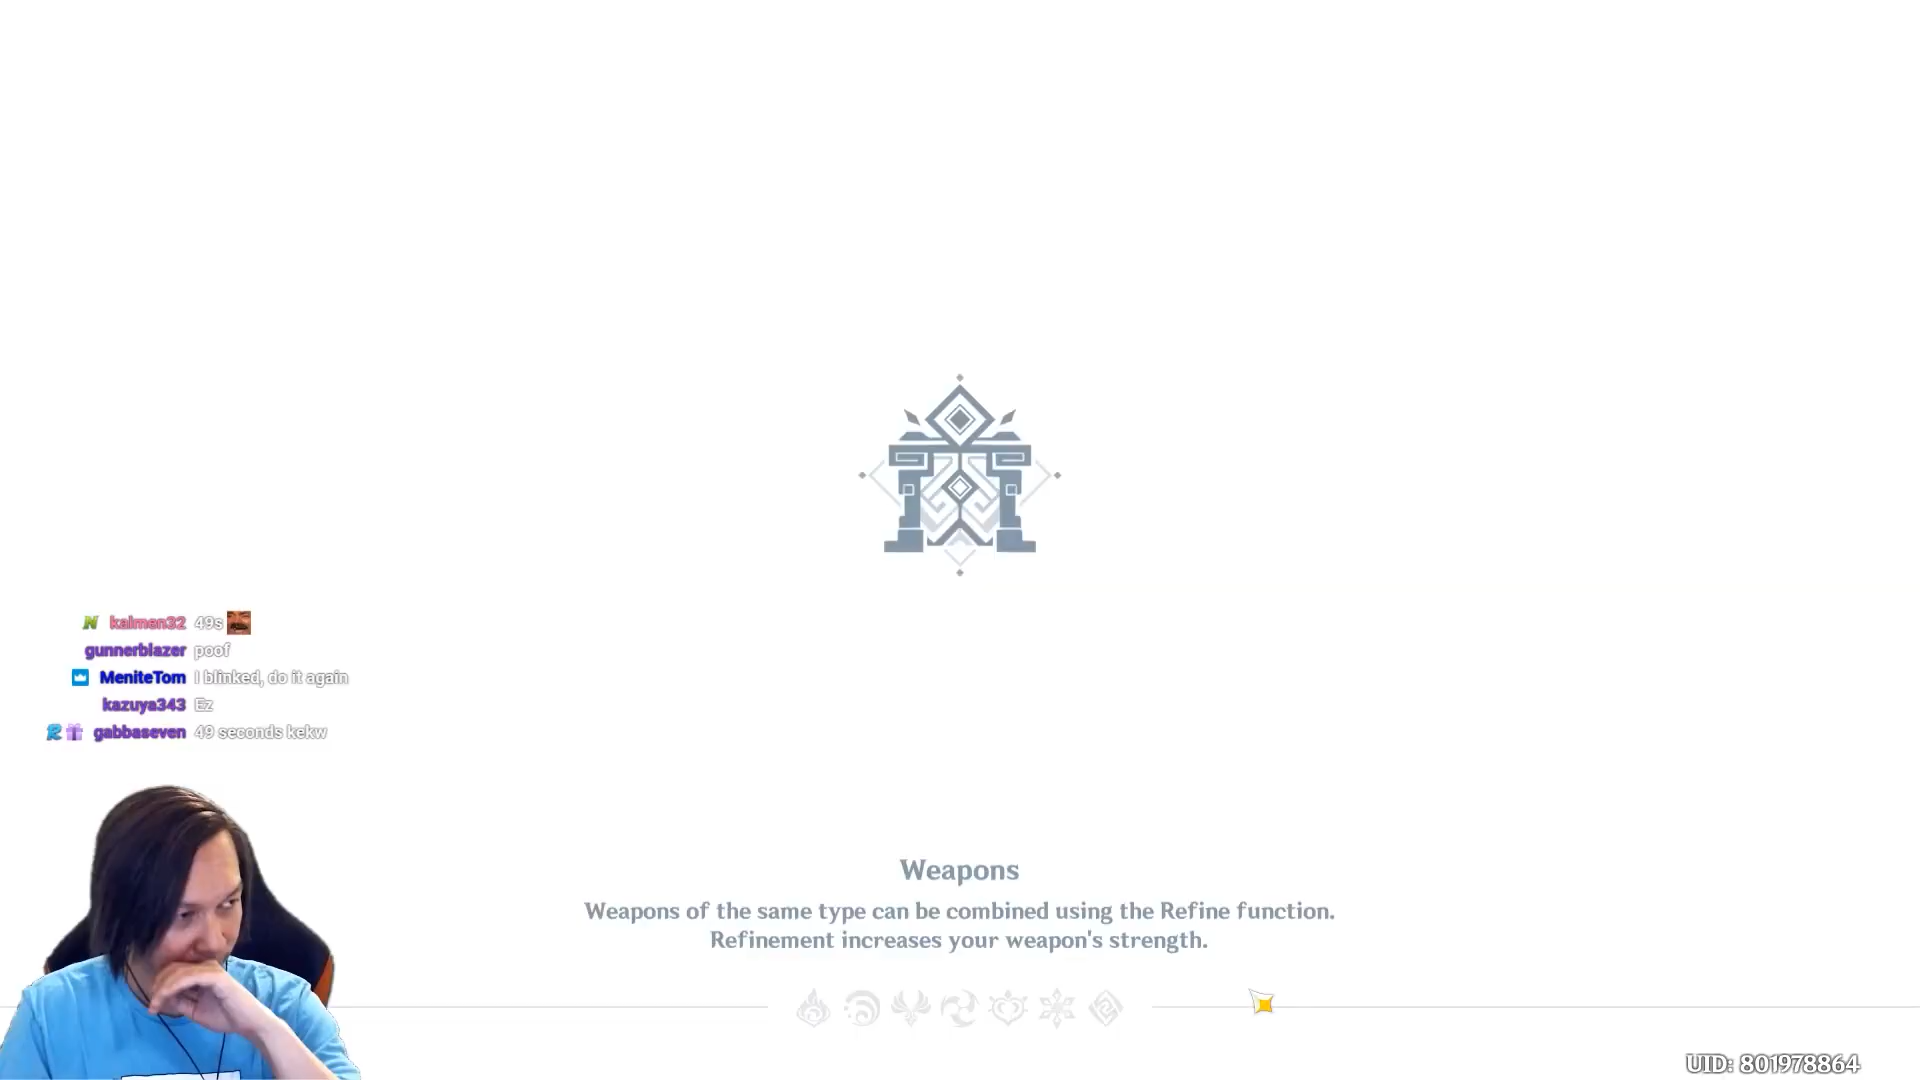 kalmen32 49s
gunnerblazer poof
MeniteTom I blinked, do it again
kazuya343 Ez
gabbaseven 49 seconds kekw
Weapons
Weapons of the same type can be combined using the Refine function.
Refinement increases your weapon's strength.
UID: 801978864